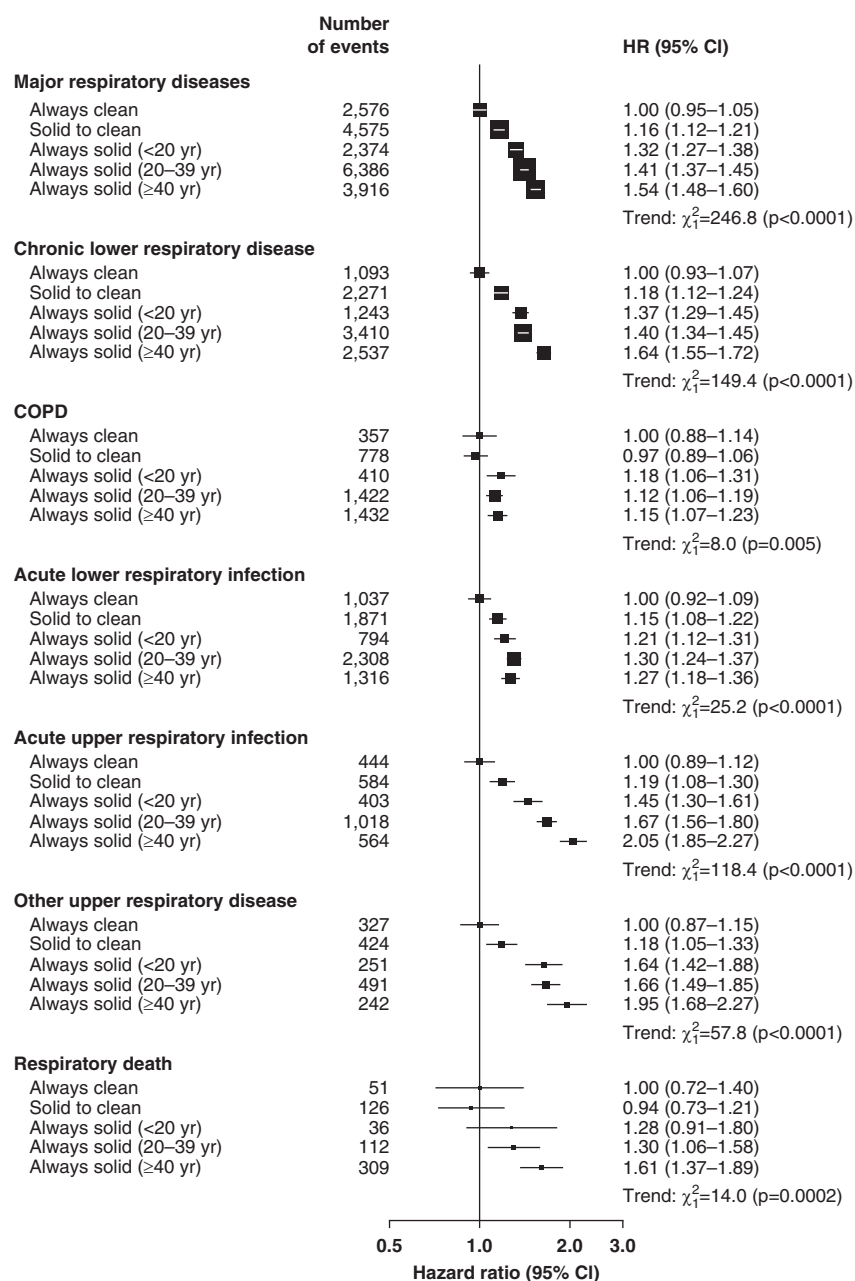 Number
of events HR (95% CI)
Major respiratory diseases
Always clean 2,576 1.00 (0.95–1.05)
Solid to clean 4,575 1.16 (1.12–1.21)
Always solid (<20 yr) 2,374 1.32 (1.27–1.38)
Always solid (20–39 yr) 6,386 1.41 (1.37–1.45)
Always solid (≥40 yr) 3,916 1.54 (1.48–1.60)
Trend: χ²₁=246.8 (p<0.0001)
Chronic lower respiratory disease
Always clean 1,093 1.00 (0.93–1.07)
Solid to clean 2,271 1.18 (1.12–1.24)
Always solid (<20 yr) 1,243 1.37 (1.29–1.45)
Always solid (20–39 yr) 3,410 1.40 (1.34–1.45)
Always solid (≥40 yr) 2,537 1.64 (1.55–1.72)
Trend: χ²₁=149.4 (p<0.0001)
COPD
Always clean 357 1.00 (0.88–1.14)
Solid to clean 778 0.97 (0.89–1.06)
Always solid (<20 yr) 410 1.18 (1.06–1.31)
Always solid (20–39 yr) 1,422 1.12 (1.06–1.19)
Always solid (≥40 yr) 1,432 1.15 (1.07–1.23)
Trend: χ²₁=8.0 (p=0.005)
Acute lower respiratory infection
Always clean 1,037 1.00 (0.92–1.09)
Solid to clean 1,871 1.15 (1.08–1.22)
Always solid (<20 yr) 794 1.21 (1.12–1.31)
Always solid (20–39 yr) 2,308 1.30 (1.24–1.37)
Always solid (≥40 yr) 1,316 1.27 (1.18–1.36)
Trend: χ²₁=25.2 (p<0.0001)
Acute upper respiratory infection
Always clean 444 1.00 (0.89–1.12)
Solid to clean 584 1.19 (1.08–1.30)
Always solid (<20 yr) 403 1.45 (1.30–1.61)
Always solid (20–39 yr) 1,018 1.67 (1.56–1.80)
Always solid (≥40 yr) 564 2.05 (1.85–2.27)
Trend: χ²₁=118.4 (p<0.0001)
Other upper respiratory disease
Always clean 327 1.00 (0.87–1.15)
Solid to clean 424 1.18 (1.05–1.33)
Always solid (<20 yr) 251 1.64 (1.42–1.88)
Always solid (20–39 yr) 491 1.66 (1.49–1.85)
Always solid (≥40 yr) 242 1.95 (1.68–2.27)
Trend: χ²₁=57.8 (p<0.0001)
Respiratory death
Always clean 51 1.00 (0.72–1.40)
Solid to clean 126 0.94 (0.73–1.21)
Always solid (<20 yr) 36 1.28 (0.91–1.80)
Always solid (20–39 yr) 112 1.30 (1.06–1.58)
Always solid (≥40 yr) 309 1.61 (1.37–1.89)
Trend: χ²₁=14.0 (p=0.0002)
0.5 1.0 2.0 3.0
Hazard ratio (95% CI)